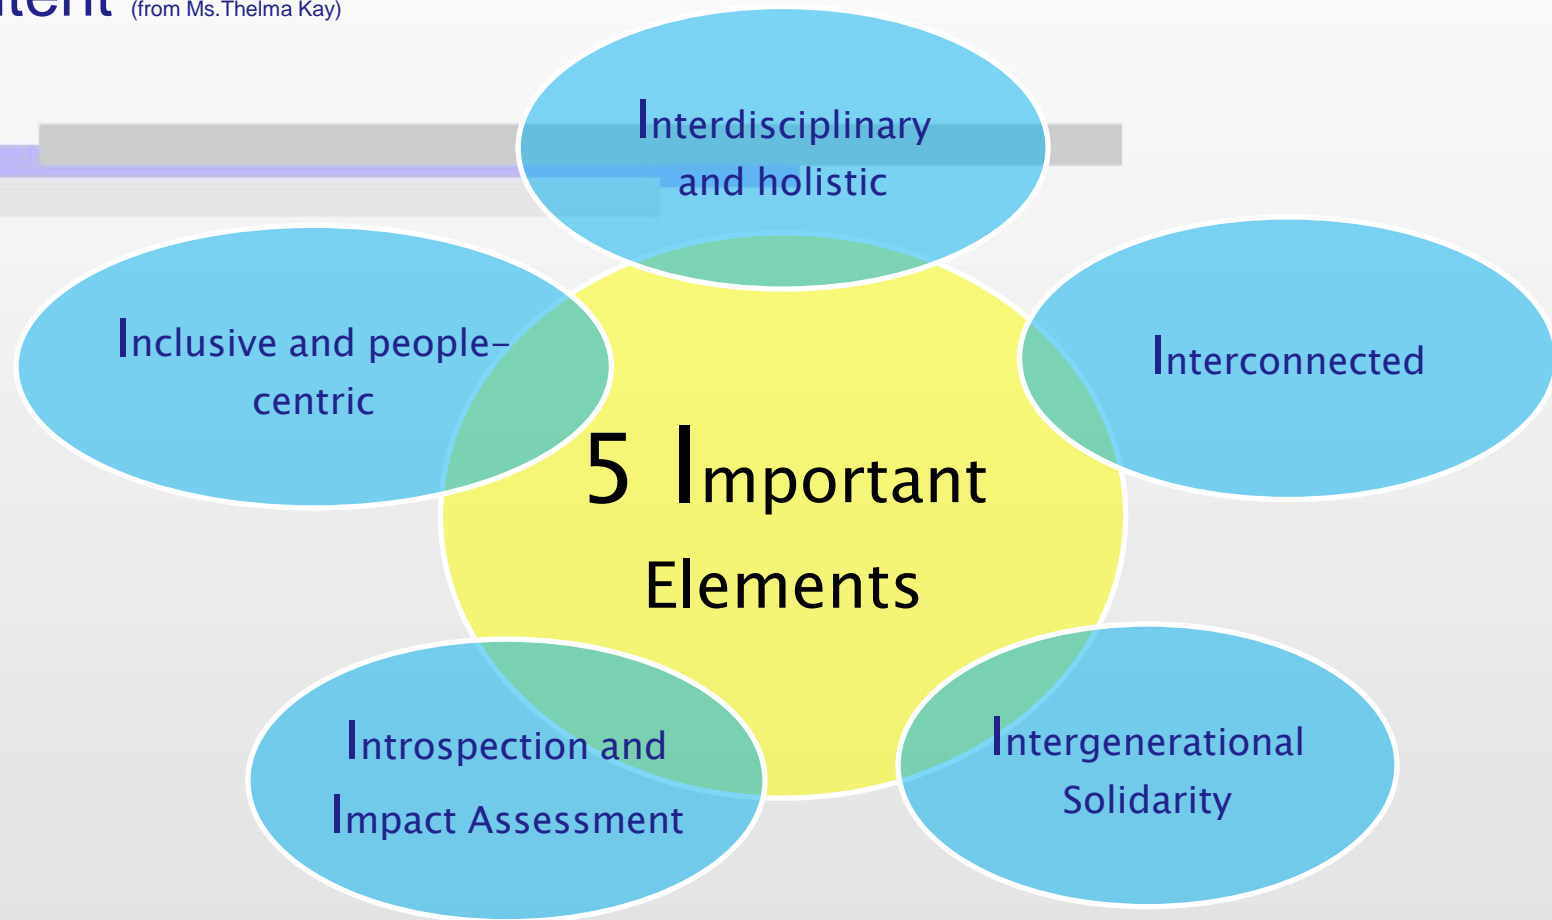 (from Ms.Thelma Kay)
Interdisciplinary
and holistic
Interconnected
Intergenerational
Solidarity
Introspection and
Impact Assessment
Inclusive and people-
centric
5 Important
Elements